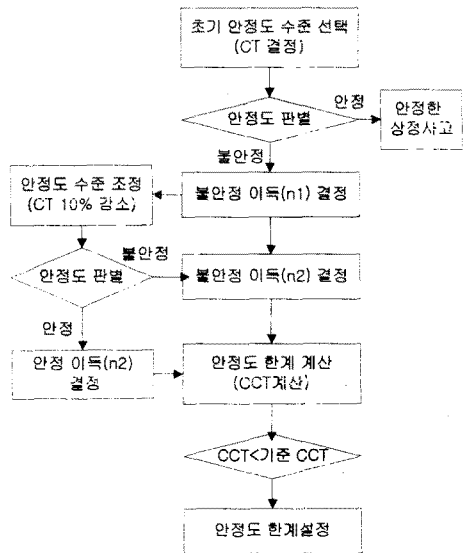 초기 안정도 수준 선택
(CT 결정)
안정도 판별
안정
안정한
상정사고
불안정
안정도 수준 조정
(CT 10% 감소)
불안정 이득(n1) 결정
안정도 판별
불안정
불안정 이득(n2) 결정
안정
안정 이득(n2)
결정
안정도 한계 계산
(CCT계산)
CCT<기준 CCT
안정도 한계설정